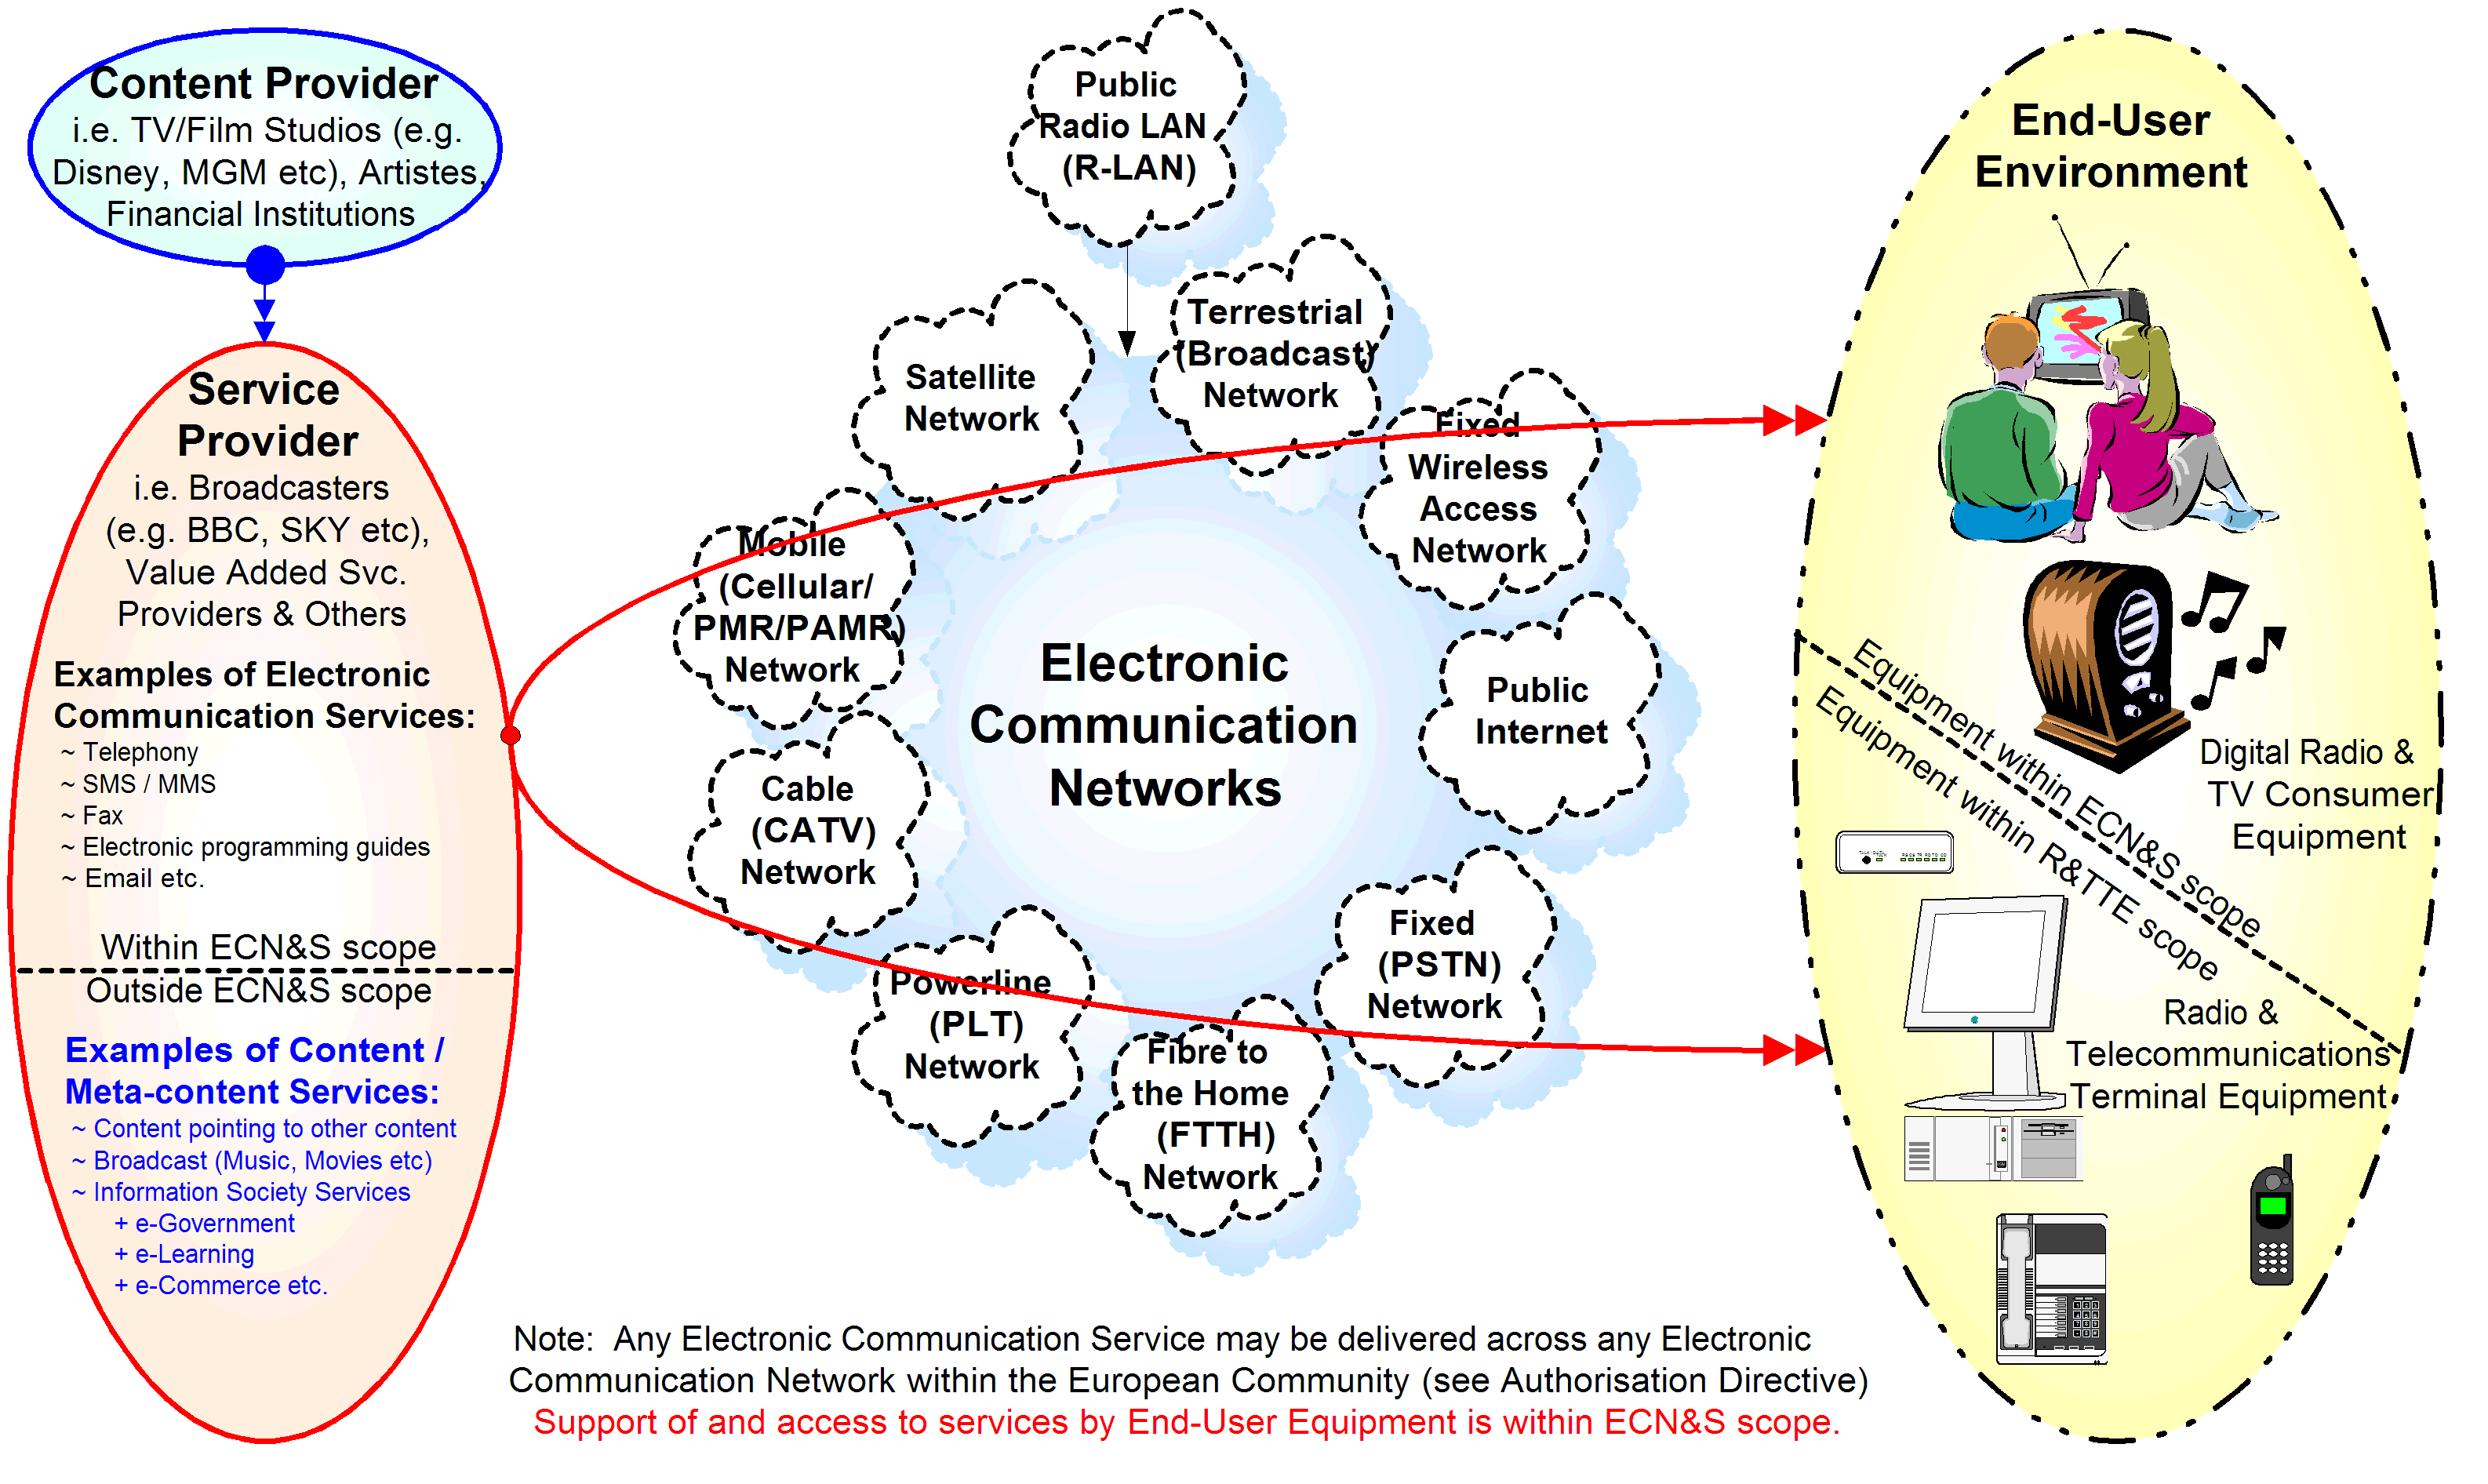 Content Provider
i.e. TV/Film Studios (e.g.
Disney, MGM etc), Artistes,
Financial Institutions
Service
Provider
i.e. Broadcasters
(e.g. BBC, SKY etc),
Value Added Svc.
Providers & Others
Examples of Electronic
Communication Services:
~ Telephony
~ SMS / MMS
~ Fax
~ Electronic programming guides
~ Email etc.
Within ECN&S scope
Outside ECN&S scope
Examples of Content /
Meta-content Services:
~ Content pointing to other content
~ Broadcast (Music, Movies etc)
~ Information Society Services
+ e-Government
+ e-Learning
+ e-Commerce etc.
Public
Radio LAN
(R-LAN)
Satellite
Network
Terrestrial
(Broadcast)
Network
Fixed
Wireless
Access
Network
Mobile
(Cellular/
PMR/PAMR)
Network
Electronic
Communication
Networks
Public
Internet
Cable
(CATV)
Network
Fixed
(PSTN)
Network
Powerline
(PLT)
Network
Fibre to
the Home
(FTTH)
Network
End-User
Environment
Equipment within ECN&S scope
Equipment within R&TTE scope
Digital Radio &
TV Consumer
Equipment
Radio &
Telecommunications
Terminal Equipment
Note: Any Electronic Communication Service may be delivered across any Electronic
Communication Network within the European Community (see Authorisation Directive)
Support of and access to services by End-User Equipment is within ECN&S scope.